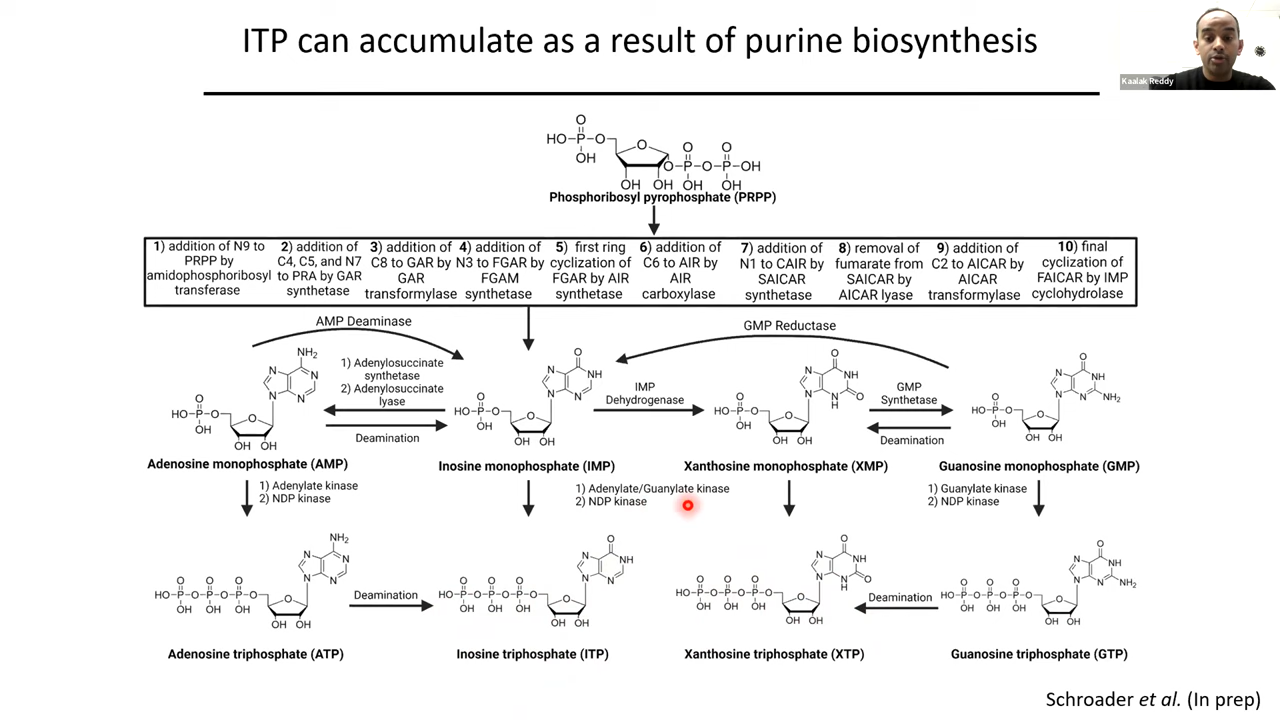 ITP can accumulate as a result of purine biosynthesis
Kaalak Reddy
O
HO-P-O
OH
O
O
P
O
O
P-OH
OH
OH
OH
OH
Phosphoribosyl pyrophosphate (PRPP)
1) addition of N9 to
PRPP by
amidophosphoribosyl
transferase
2) addition of
C4, C5, and N7
to PRA by GAR
synthetase
3) addition of
C8 to GAR by
GAR
transformylase
4) addition of
N3 to FGAR by
FGAM
synthetase
5) first ring
cyclization of
FGAR by AIR
synthetase
6) addition of
C6 to AIR by
AIR
carboxylase
7) addition of
N1 to CAIR by
SAICAR
synthetase
8) removal of
fumarate from
SAICAR by
AICAR lyase
9) addition of
C2 to AICAR by
AICAR
transformylase
10) final
cyclization of
FAICAR by IMP
cyclohydrolase
AMP Deaminase
GMP Reductase
1) Adenylosuccinate
synthetase
2) Adenylosuccinate
lyase
Deamination
IMP
Dehydrogenase
GMP
Synthetase
Deamination
Adenosine monophosphate (AMP)
Inosine monophosphate (IMP)
Xanthosine monophosphate (XMP)
Guanosine monophosphate (GMP)
1) Adenylate kinase
2) NDP kinase
1) Adenylate/Guanylate kinase
2) NDP kinase
1) Guanylate kinase
2) NDP kinase
Deamination
Deamination
Adenosine triphosphate (ATP)
Inosine triphosphate (ITP)
Xanthosine triphosphate (XTP)
Guanosine triphosphate (GTP)
Schroader et al. (In prep)